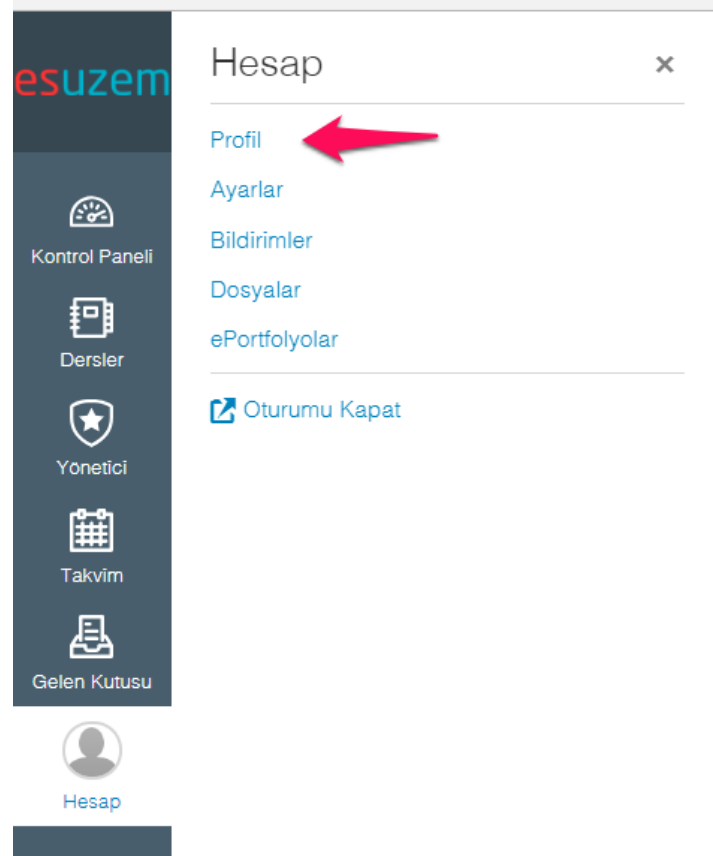 esuzem
Kontrol Paneli
Dersler
Yönetici
Takvim
Gelen Kutusu
Hesap
Hesap
×
Profil
Ayarlar
Bildirimler
Dosyalar
ePortfolyolar
Oturumu Kapat